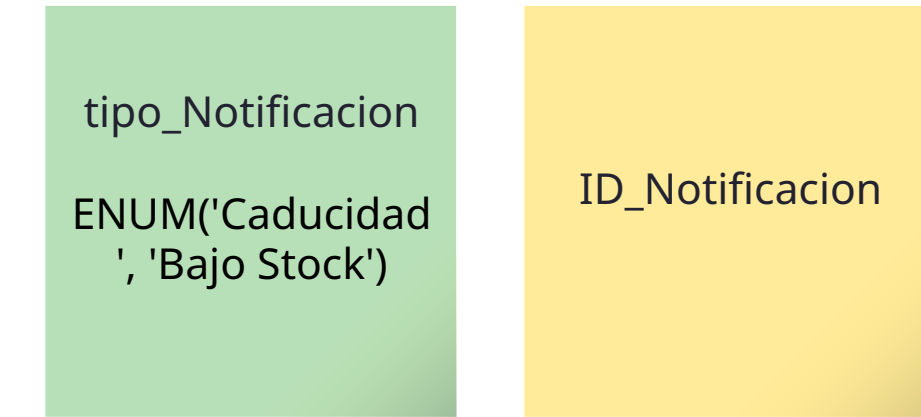 tipo_Notificacion
ENUM('Caducidad
', 'Bajo Stock')
ID_Notificacion